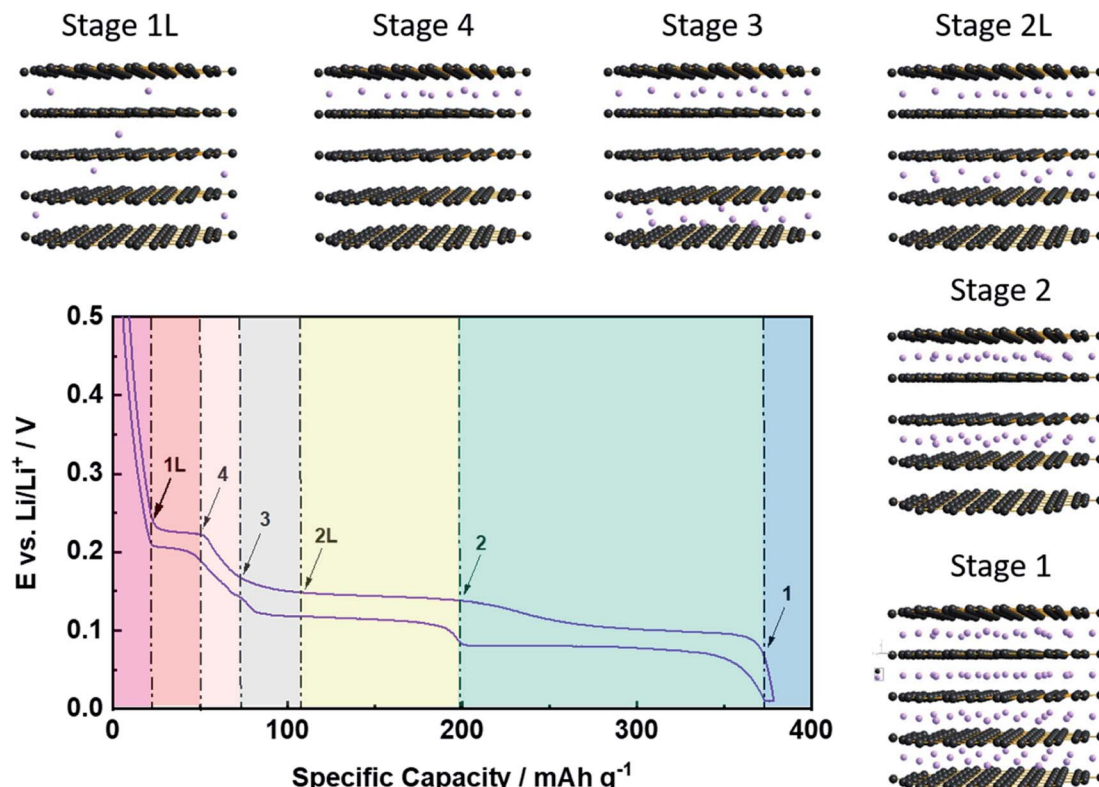 Stage 1L
Stage 4
Stage 3
Stage 2L
Stage 2
Stage 1
E vs. Li/Li⁺ / V
0.5
0.4
0.3
0.2
0.1
0.0
1L
4
3
2L
2
1
0
100
200
300
400
Specific Capacity / mAh g⁻¹